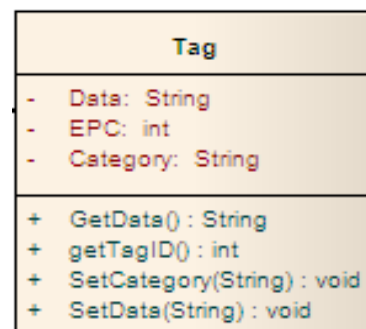 Tag
- Data: String
- EPC: int
- Category: String
+ GetData() : String
+ getTagID() : int
+ SetCategory(String) : void
+ SetData(String) : void